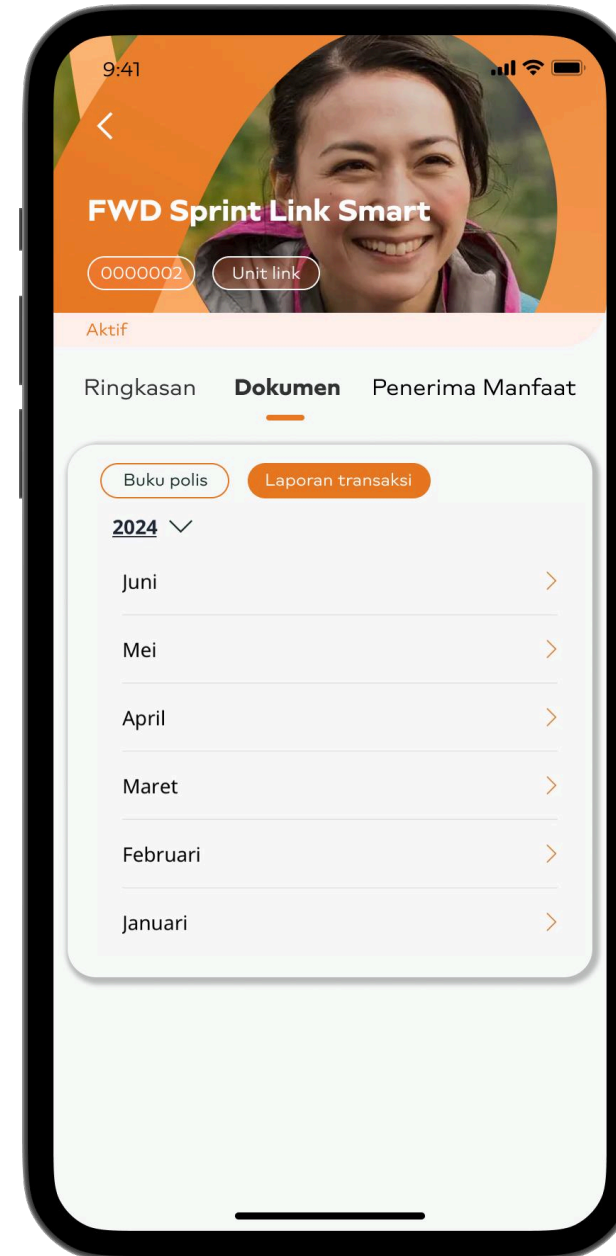 9:41
FWD Sprint Link Smart
0000002 Unit link
Aktif
Ringkasan Dokumen Penerima Manfaat
Buku polis Laporan transaksi
2024
Juni
Mei
April
Maret
Februari
Januari